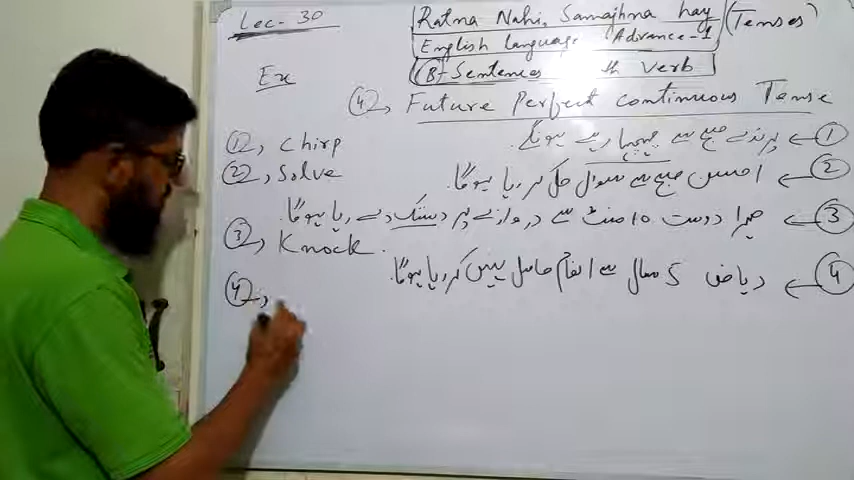 Lec- 30
Ratna Nahi, Samajhna hay (Tenses)
English language Advance-1
(B)- Sentences th Verb
Ex
④, Future Perfect continuous Tense
①, chirp
① پرندے صبح سے چہچہا رہے ہونگے۔
②, Solve
② احسن صبح سے سوال حل کر رہا ہوگا۔
③ میرا دوست 10 منٹ سے دروازے پر دستک دے رہا ہوگا۔
③, Knock.
④ ریاض 5 سال سے انعام حاصل نہیں کر رہا ہوگا۔
④,